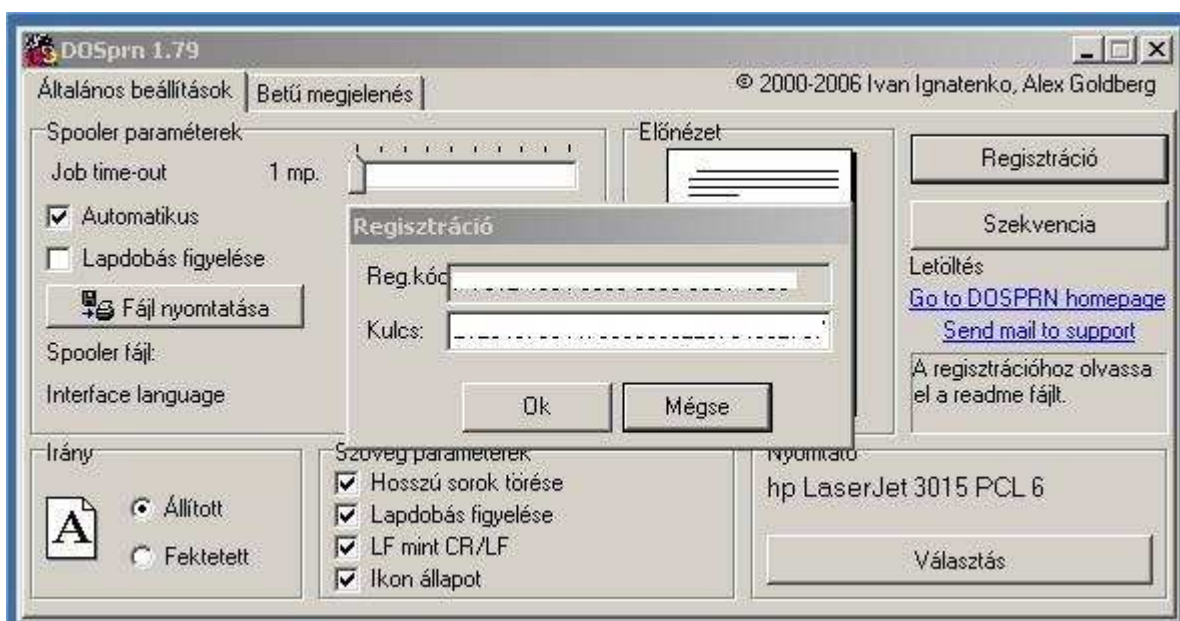 DOSprn 1.79
Általános beállítások
Betű megjelenés
© 2000-2006 Ivan Ignatenko, Alex Goldberg
Spooler paraméterek
Job time-out 1 mp.
Automatikus
Lapdobás figyelése
Fájl nyomtatása
Spooler fájl:
Interface language
Előnézet
Regisztráció
Szekvencia
Letöltés
Go to DOSPRN homepage
Send mail to support
A regisztrációhoz olvassa
el a readme fájlt.
Regisztráció
Reg.kód
Kulcs:
Ok
Mégse
Irány
A
Állított
Fektetett
Szöveg paraméterek
Hosszú sorok törése
Lapdobás figyelése
LF mint CR/LF
Ikon állapot
Nyomtató
hp LaserJet 3015 PCL 6
Választás